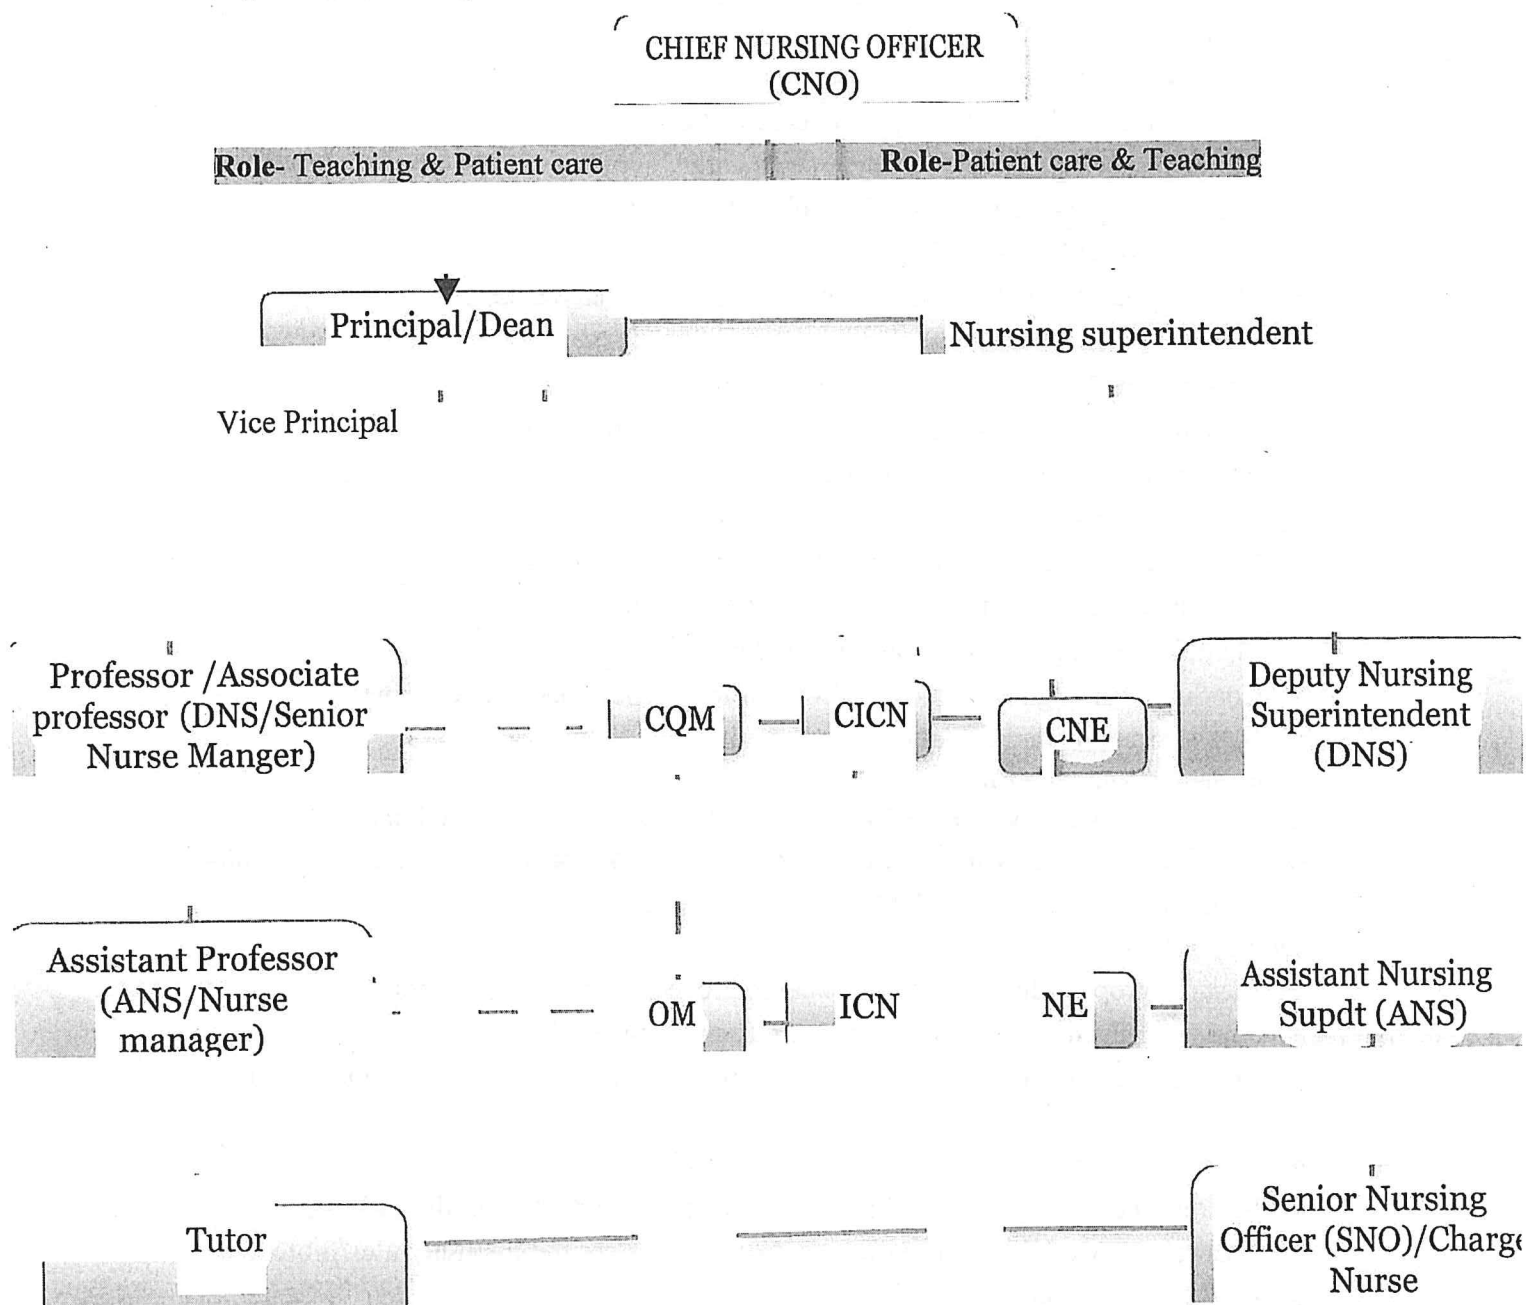 CHIEF NURSING OFFICER
(CNO)
Role- Teaching & Patient care
Role-Patient care & Teaching
Principal/Dean
Nursing superintendent
Vice Principal
Professor /Associate
professor (DNS/Senior
Nurse Manger)
CQM
CICN
CNE
Deputy Nursing
Superintendent
(DNS)
Assistant Professor
(ANS/Nurse
manager)
OM
ICN
NE
Assistant Nursing
Supdt (ANS)
Tutor
Senior Nursing
Officer (SNO)/Charge
Nurse